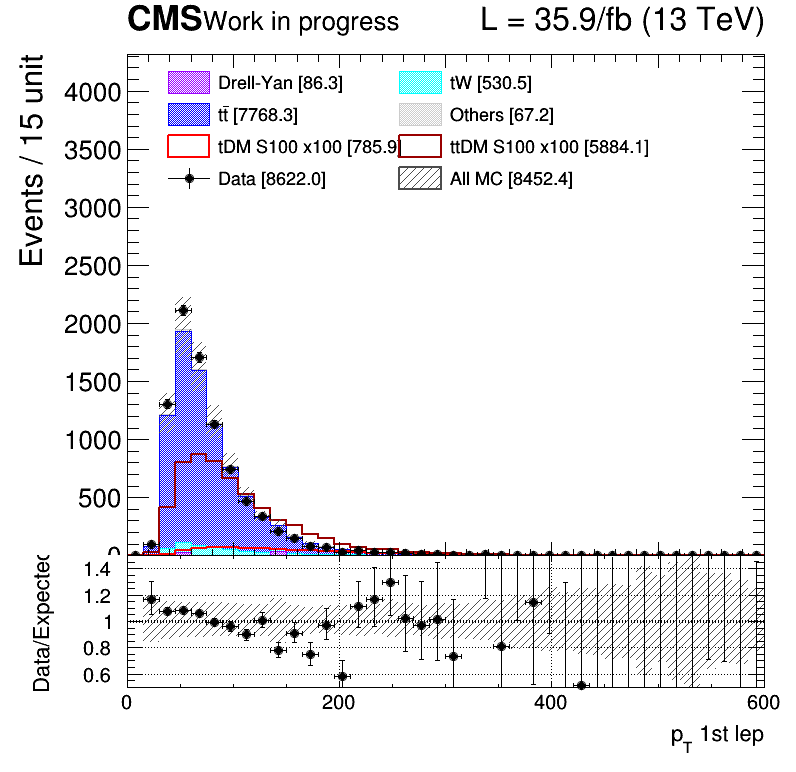 CMS Work in progress L = 35.9/fb (13 TeV)
Events / 15 unit
4000
3500
3000
2500
2000
1500
1000
500
0
Drell-Yan [86.3] tW [530.5]
tt̄ [7768.3] Others [67.2]
tDM S100 x100 [785.9] ttDM S100 x100 [5884.1]
Data [8622.0] All MC [8452.4]
Data/Expected
1.4
1.2
1
0.8
0.6
0 200 400 600
p_T 1st lep